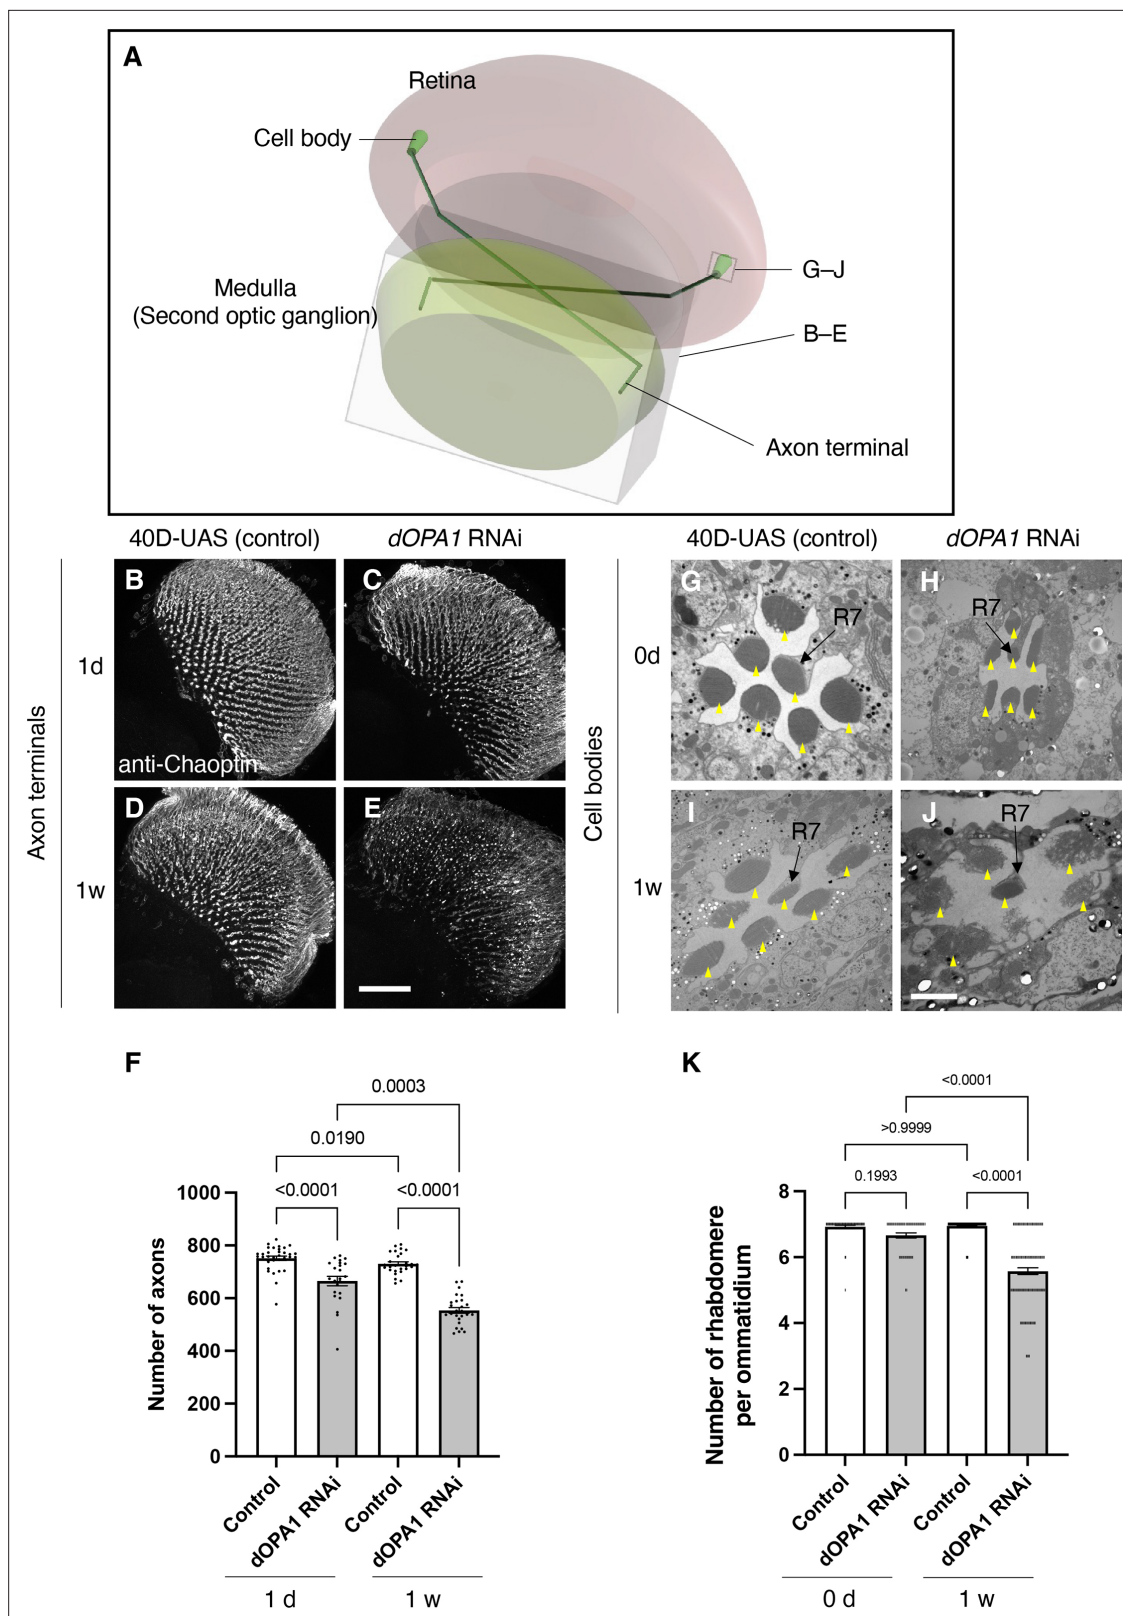 A
Retina
Cell body
G–J
Medulla
(Second optic ganglion)
B–E
Axon terminal
40D-UAS (control)
dOPA1 RNAi
40D-UAS (control)
dOPA1 RNAi
Axon terminals
1d
B
anti-Chaoptin
C
1w
D
E
Cell bodies
0d
G
R7
H
R7
1w
I
R7
J
R7
F
0.0003
0.0190
<0.0001
<0.0001
Number of axons
1000
800
600
400
200
0
Control
dOPA1 RNAi
Control
dOPA1 RNAi
1 d
1 w
K
<0.0001
>0.9999
0.1993
<0.0001
Number of rhabdomere
per ommatidium
8
6
4
2
0
Control
dOPA1 RNAi
Control
dOPA1 RNAi
0 d
1 w